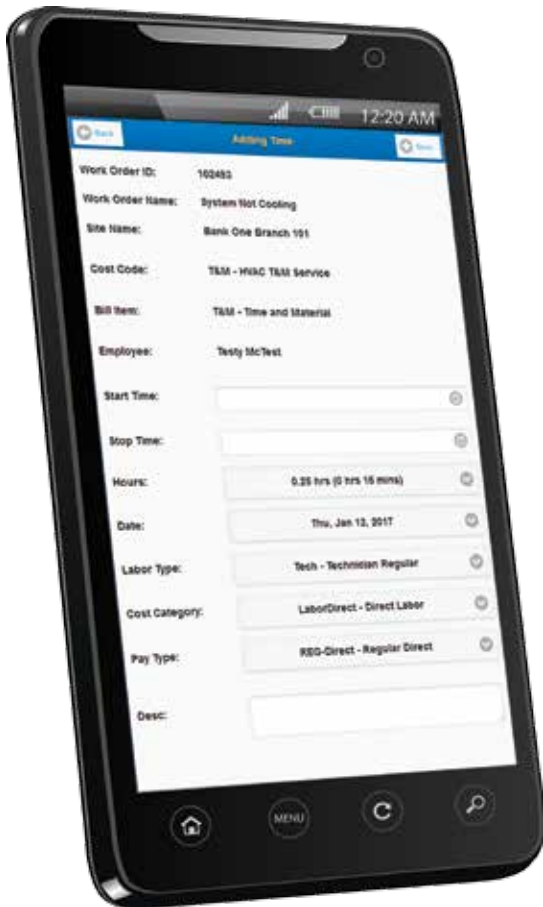 12:20 AM
Back Adding Time Save
Work Order ID: 102493
Work Order Name: System Not Cooling
Site Name: Bank One Branch 101
Cost Code: T&M - HVAC T&M Service
Bill Item: T&M - Time and Material
Employee: Testy McTest
Start Time:
Stop Time:
Hours: 0.25 hrs (0 hrs 15 mins)
Date: Thu, Jan 12, 2017
Labor Type: Tech - Technician Regular
Cost Category: LaborDirect - Direct Labor
Pay Type: REG-Direct - Regular Direct
Desc:
MENU